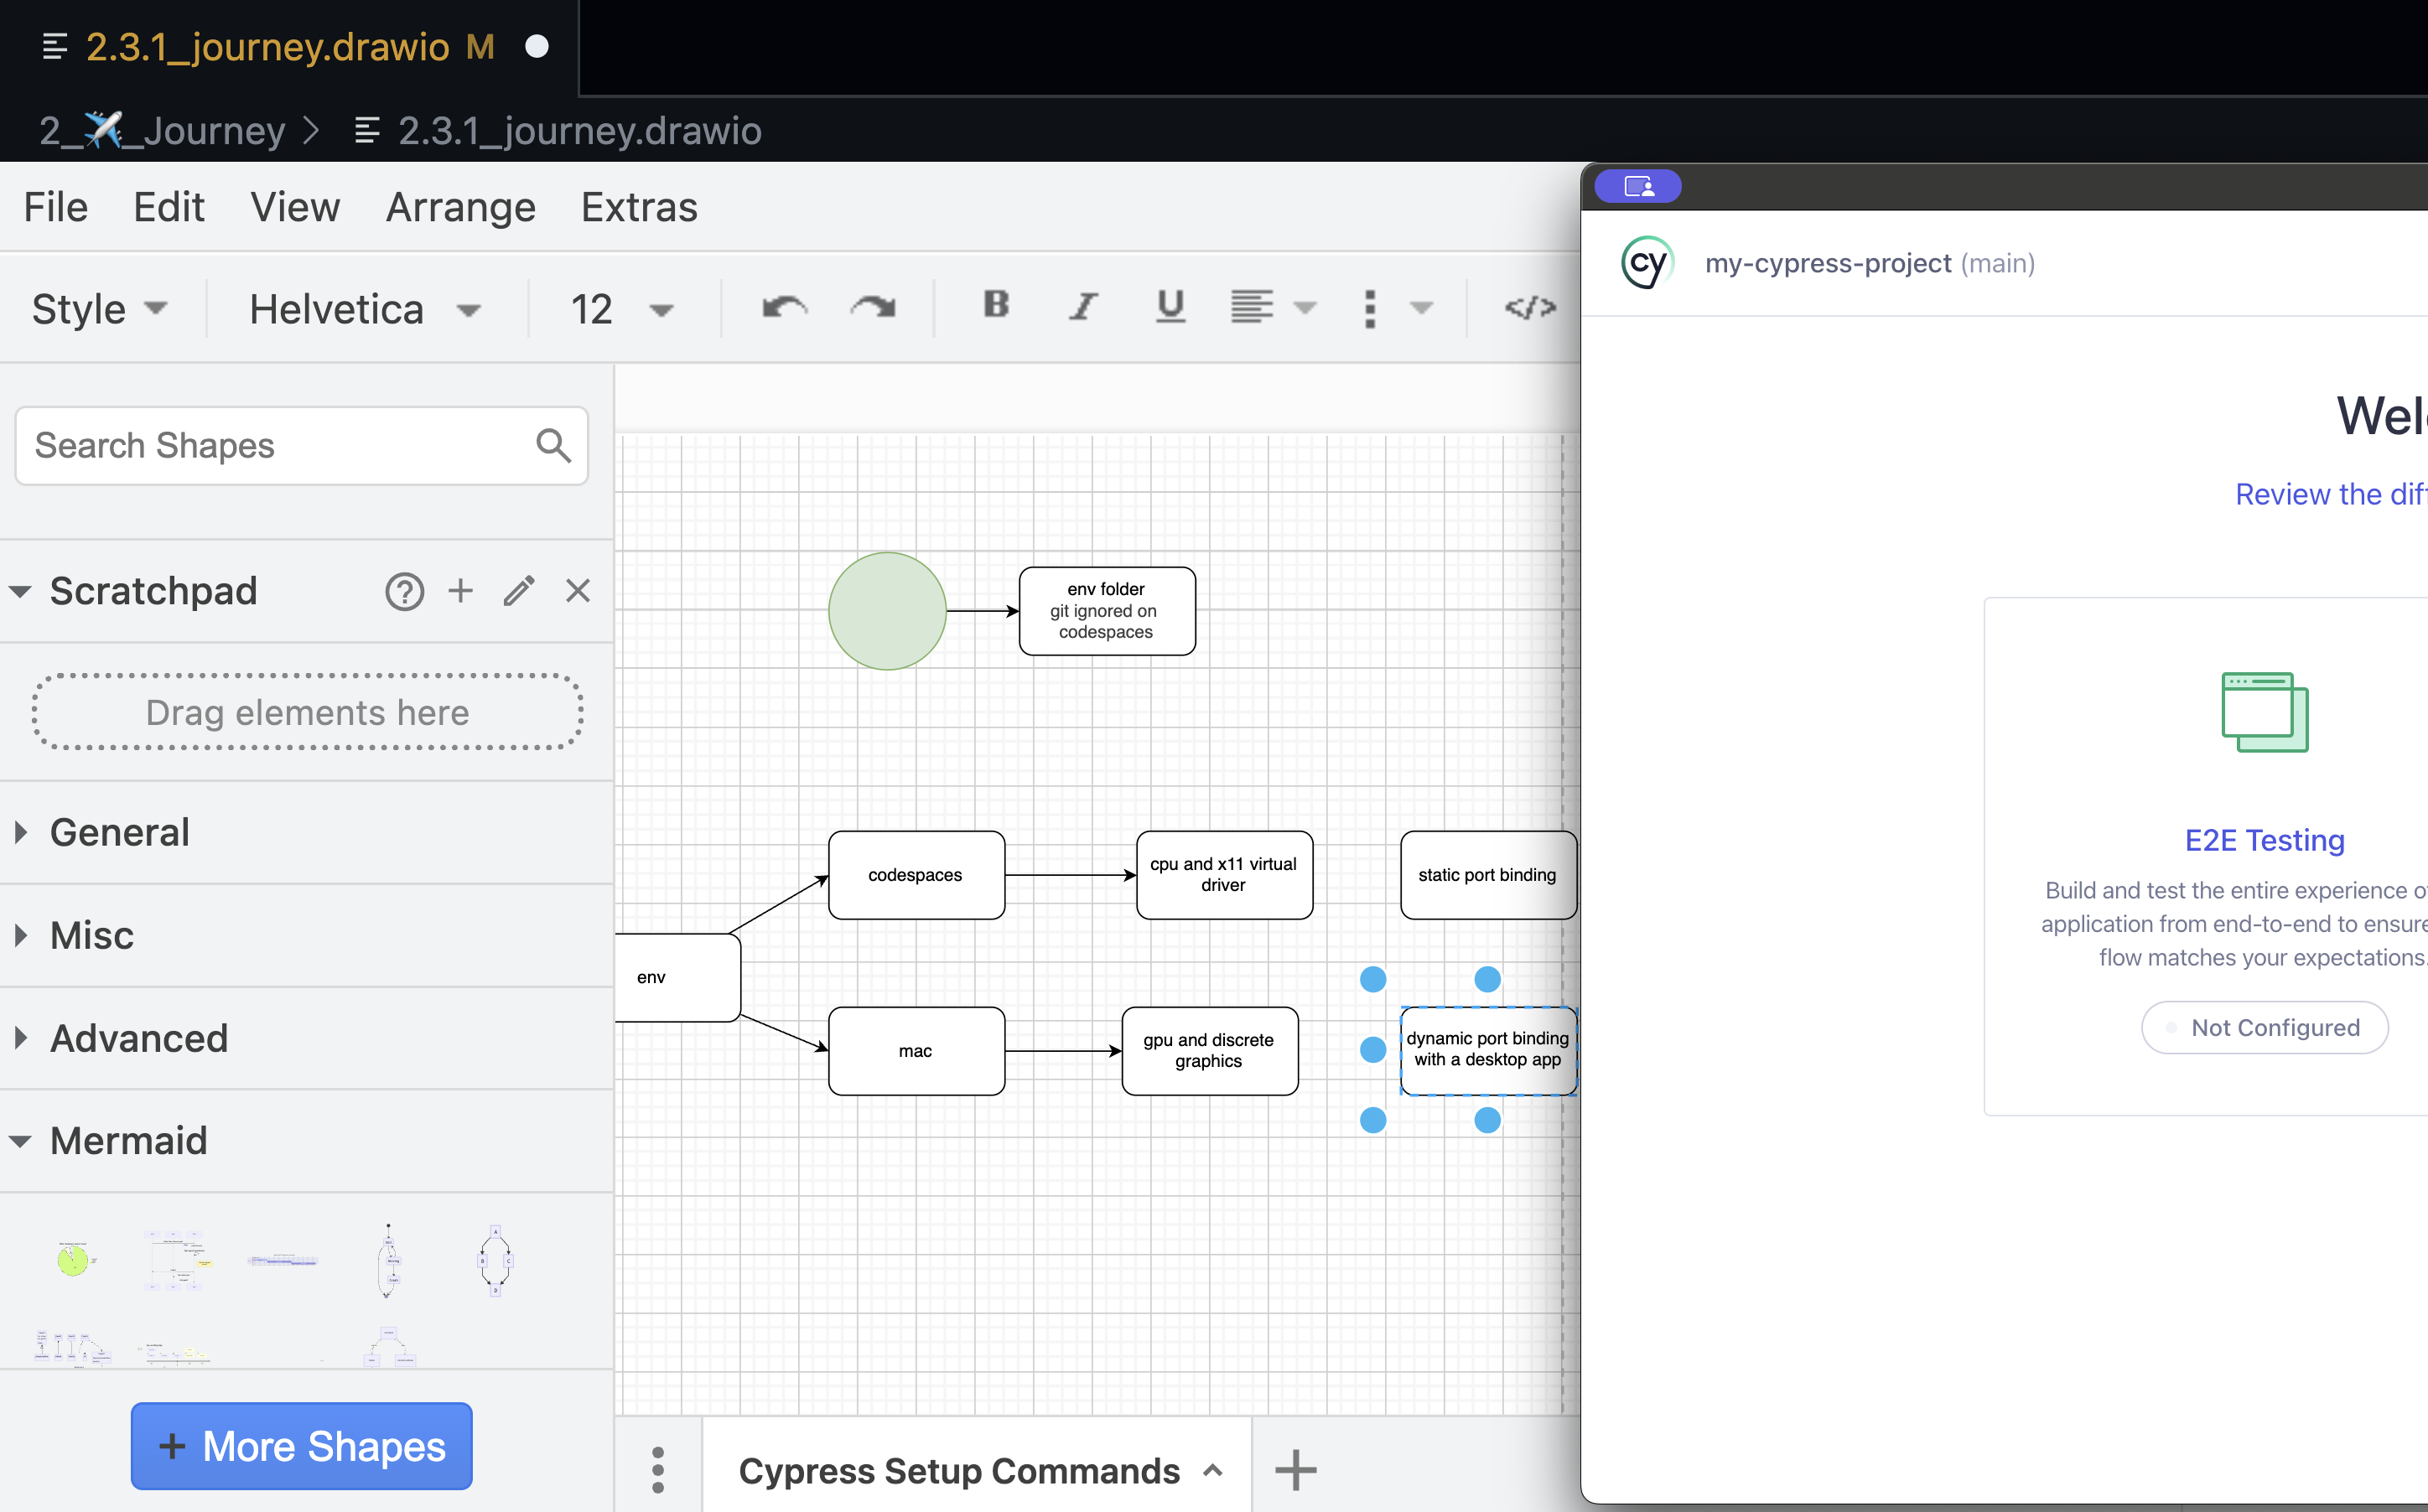 2.3.1_journey.drawio M
2_✈️_Journey > 2.3.1_journey.drawio
File Edit View Arrange Extras
Style Helvetica 12 B I U </>
Search Shapes
Scratchpad
Drag elements here
General
Misc
Advanced
Mermaid
+ More Shapes
env folder
git ignored on
codespaces
codespaces
cpu and x11 virtual
driver
static port binding
env
mac
gpu and discrete
graphics
dynamic port binding
with a desktop app
Cypress Setup Commands
cy my-cypress-project (main)
Wel
Review the dif
E2E Testing
Build and test the entire experience o
application from end-to-end to ensure
flow matches your expectations.
Not Configured